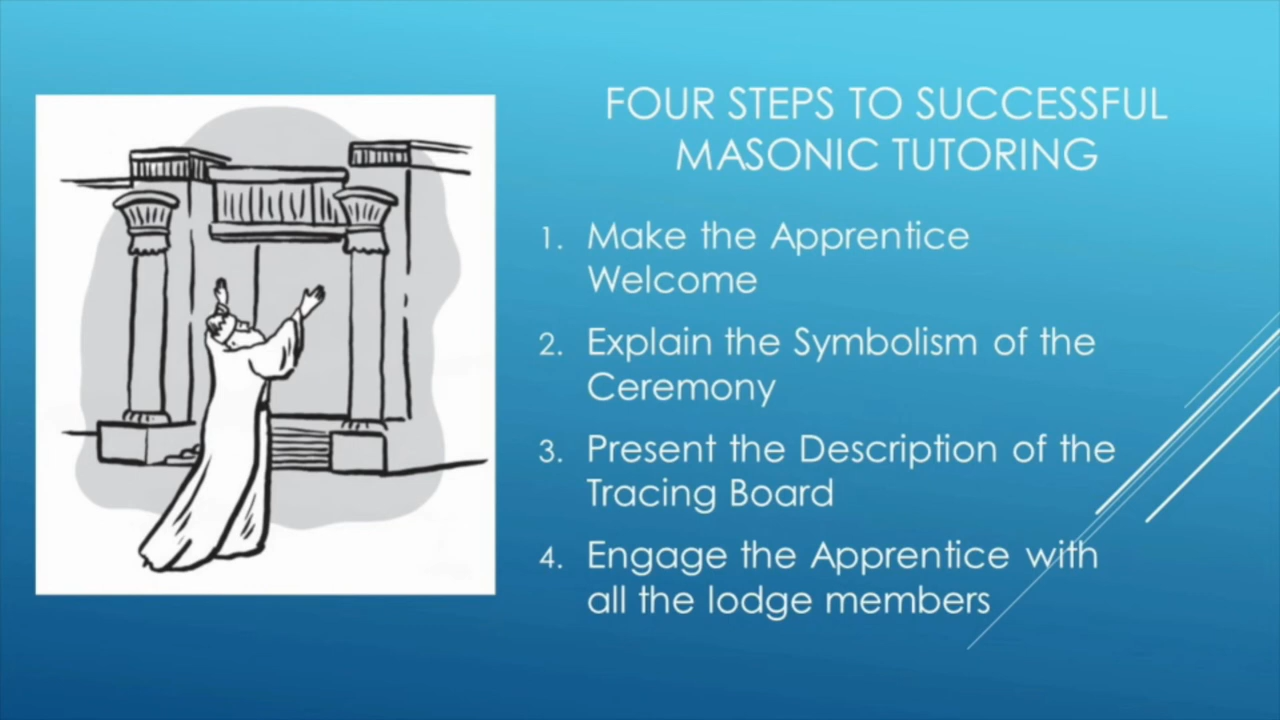 FOUR STEPS TO SUCCESSFUL
MASONIC TUTORING
1. Make the Apprentice
Welcome
2. Explain the Symbolism of the
Ceremony
3. Present the Description of the
Tracing Board
4. Engage the Apprentice with
all the lodge members